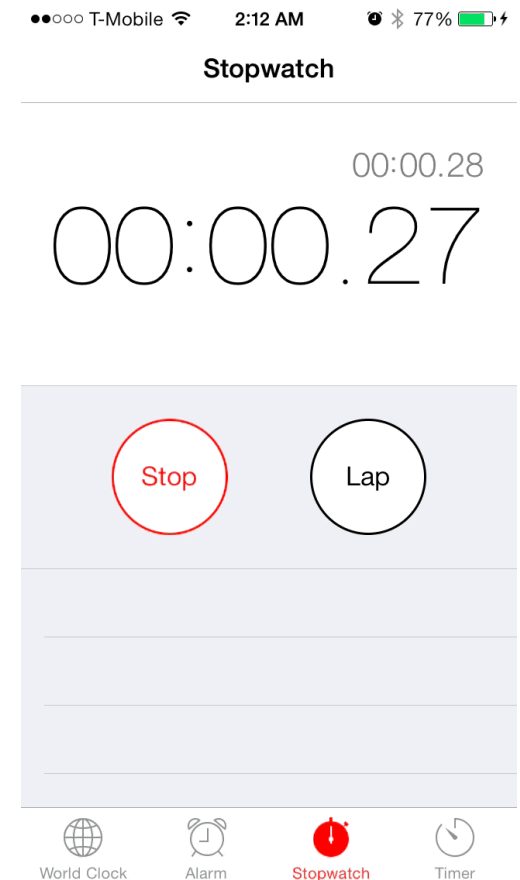 T-Mobile 2:12 AM 77%
Stopwatch
00:00.28
00:00.27
Stop Lap
World Clock Alarm Stopwatch Timer